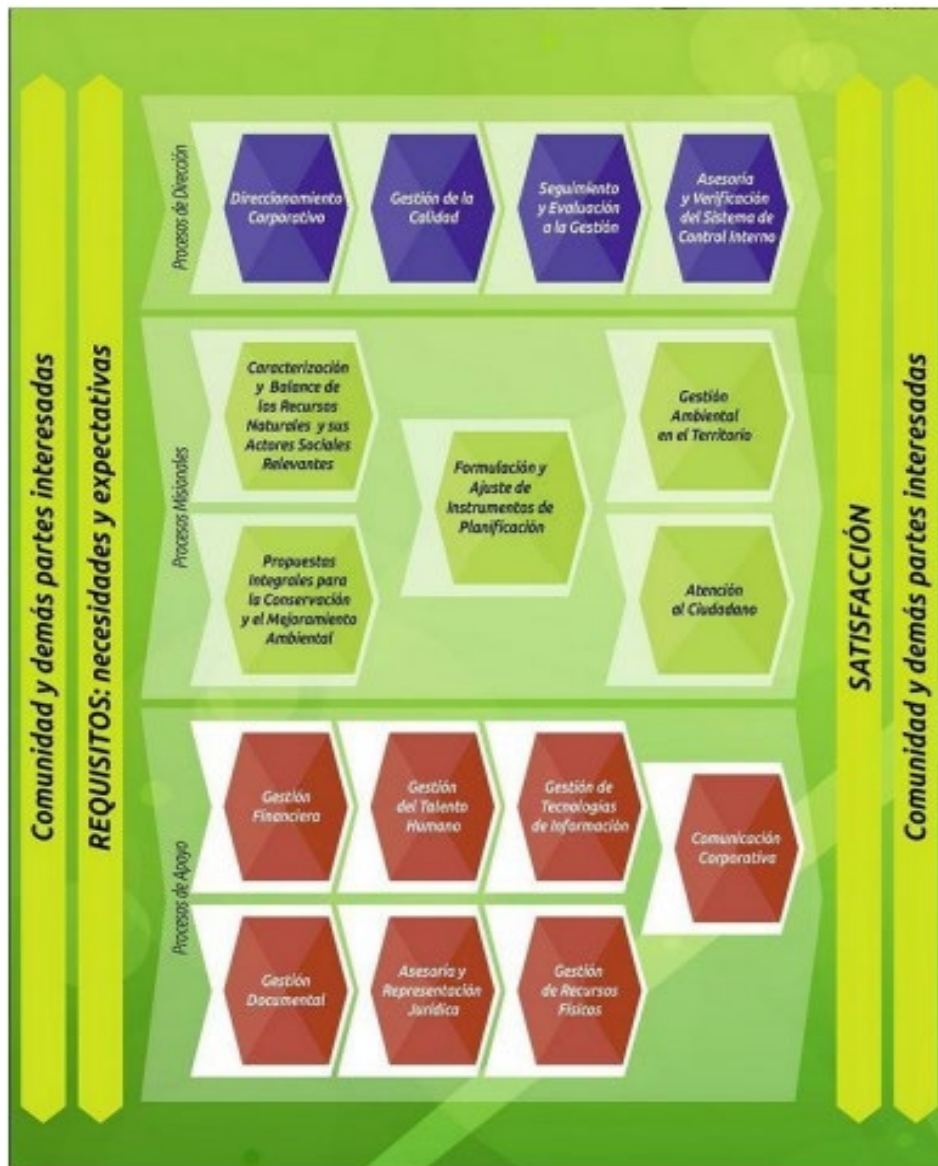 Comunidad y demás partes interesadas
REQUISITOS: necesidades y expectativas
Procesos de Dirección
Direccionamiento
Corporativo
Gestión de la
Calidad
Seguimiento
y Evaluación
a la Gestión
Asesoría
y Verificación
del Sistema de
Control Interno
Procesos Misionales
Caracterización
y Balance de
los Recursos
Naturales y sus
Actores Sociales
Relevantes
Propuestas
Integrales para
la Conservación
y el Mejoramiento
Ambiental
Formulación y
Ajuste de
Instrumentos de
Planificación
Gestión
Ambiental
en el Territorio
Atención
al Ciudadano
Procesos de Apoyo
Gestión
Financiera
Gestión
del Talento
Humano
Gestión de
Tecnologías
de Información
Comunicación
Corporativa
Gestión
Documental
Asesoría y
Representación
Jurídica
Gestión
de Recursos
Físicos
SATISFACCIÓN
Comunidad y demás partes interesadas